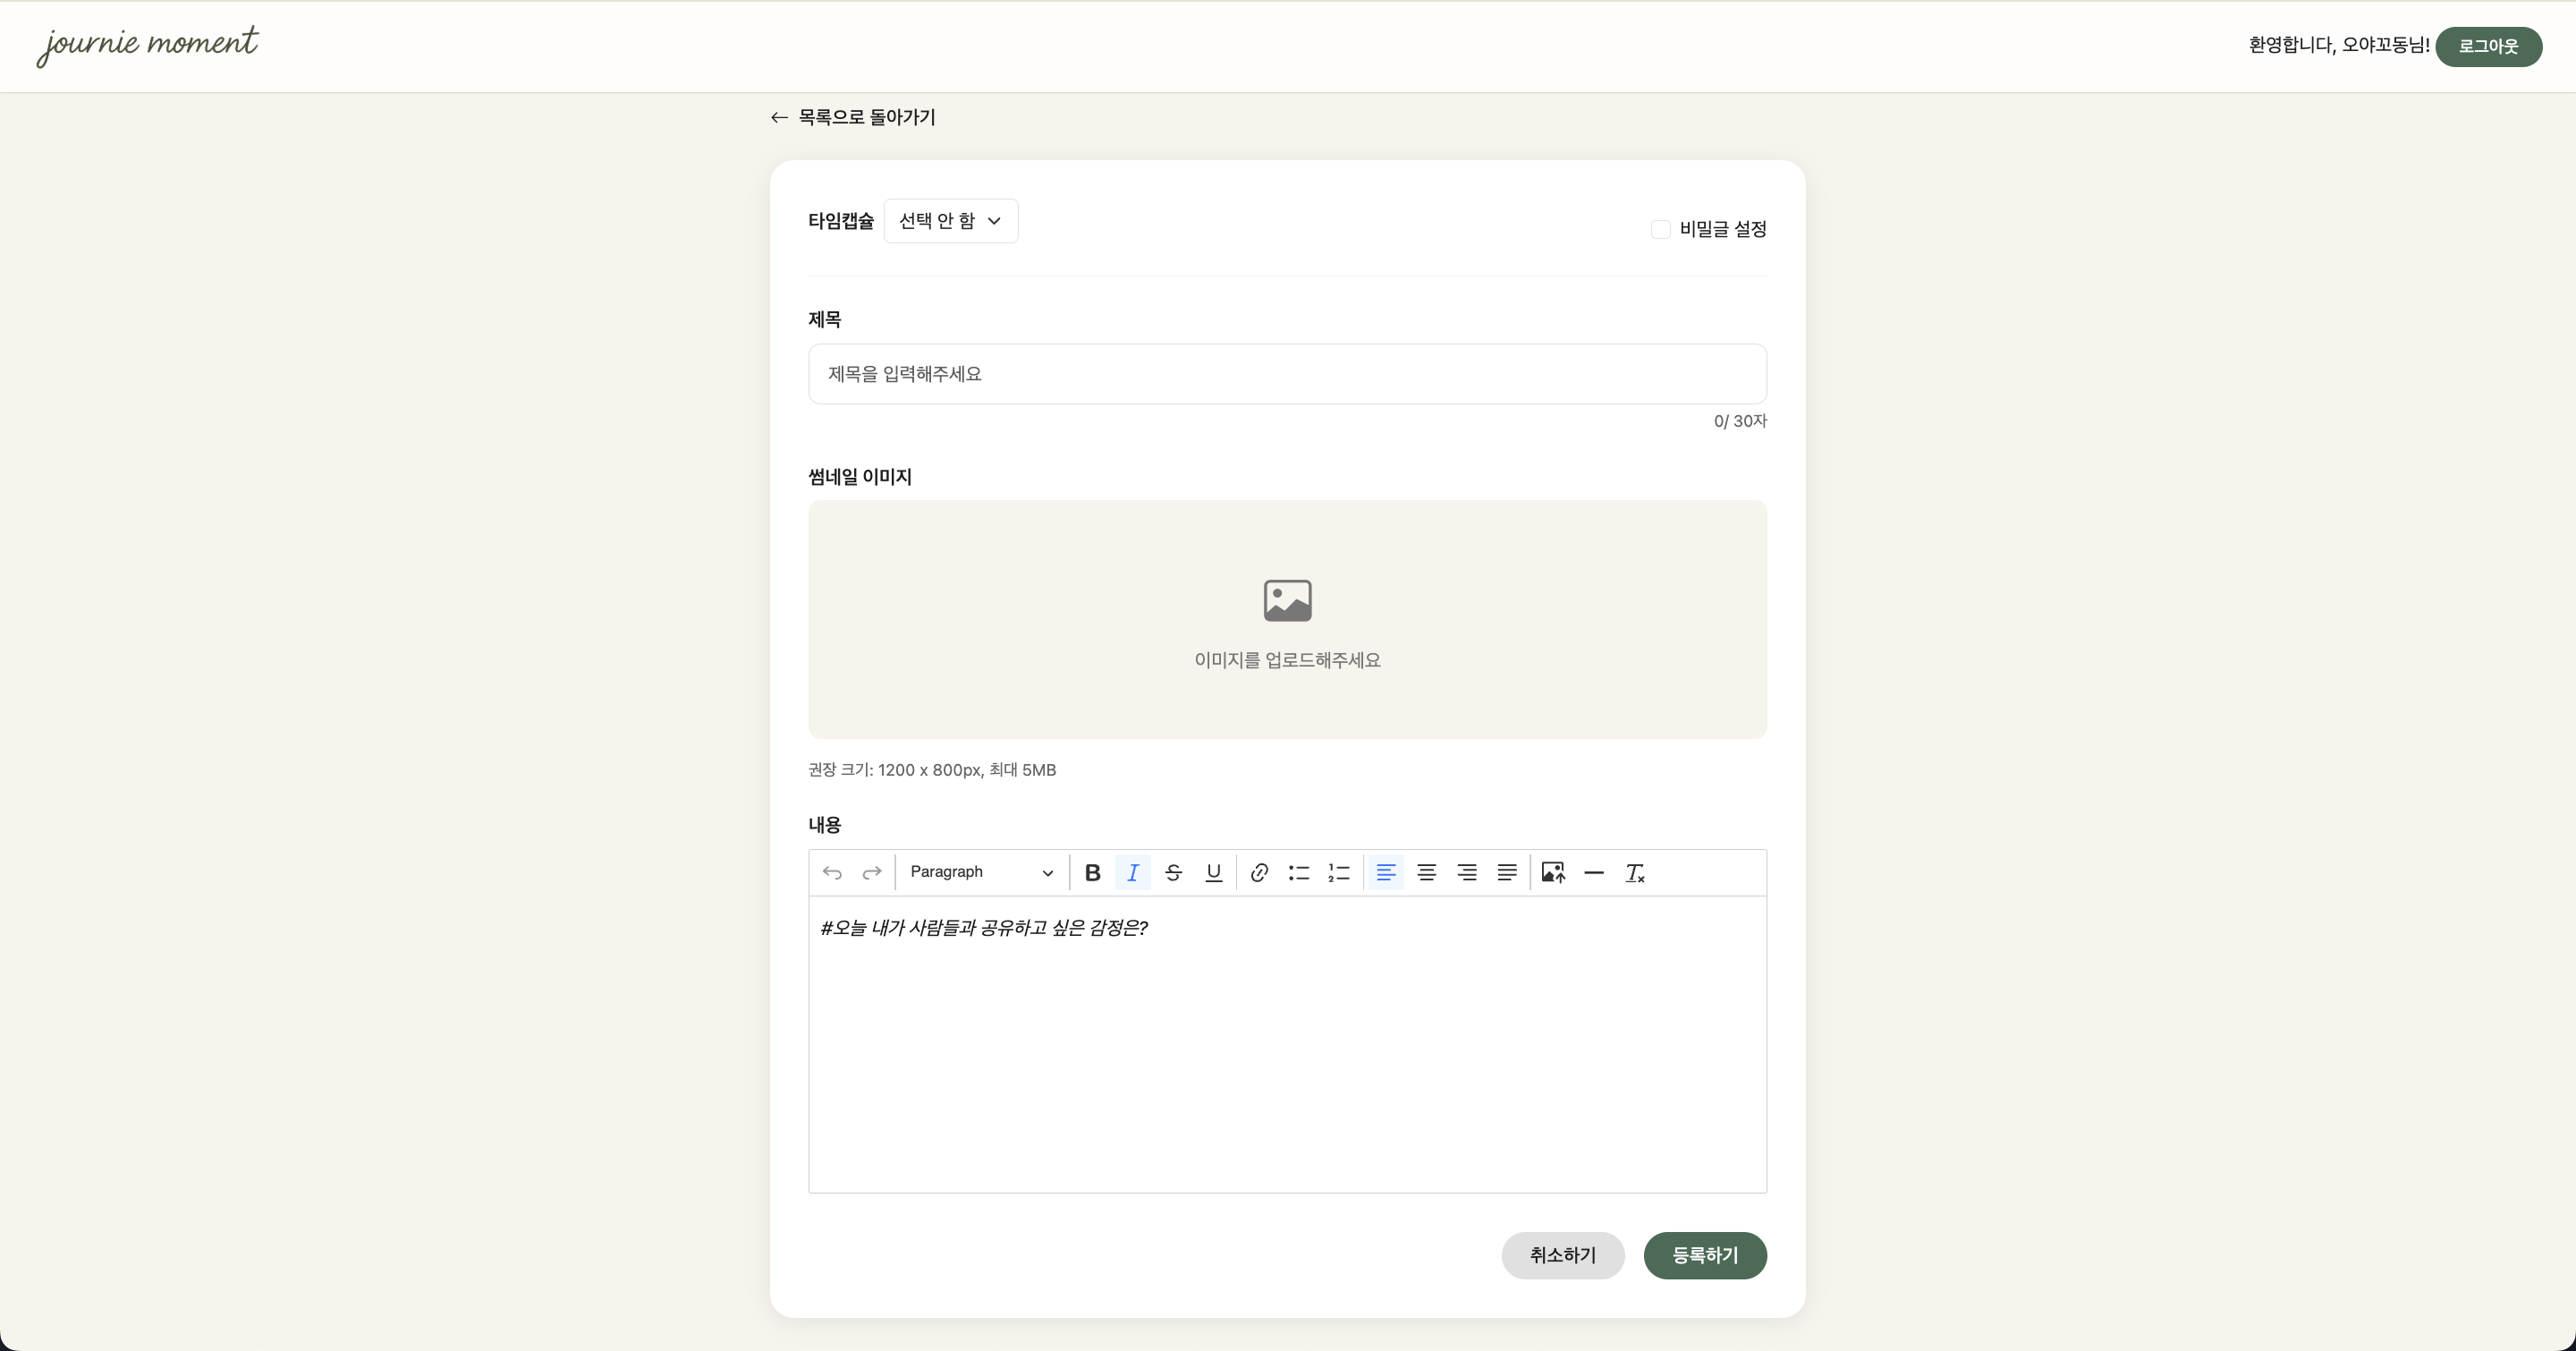 journie moment
환영합니다, 오야꼬동님! 로그아웃
← 목록으로 돌아가기
타임캡슐 선택 안 함
비밀글 설정
제목
제목을 입력해주세요
0/ 30자
썸네일 이미지
이미지를 업로드해주세요
권장 크기: 1200 x 800px, 최대 5MB
내용
Paragraph
#오늘 내가 사람들과 공유하고 싶은 감정은?
취소하기 등록하기